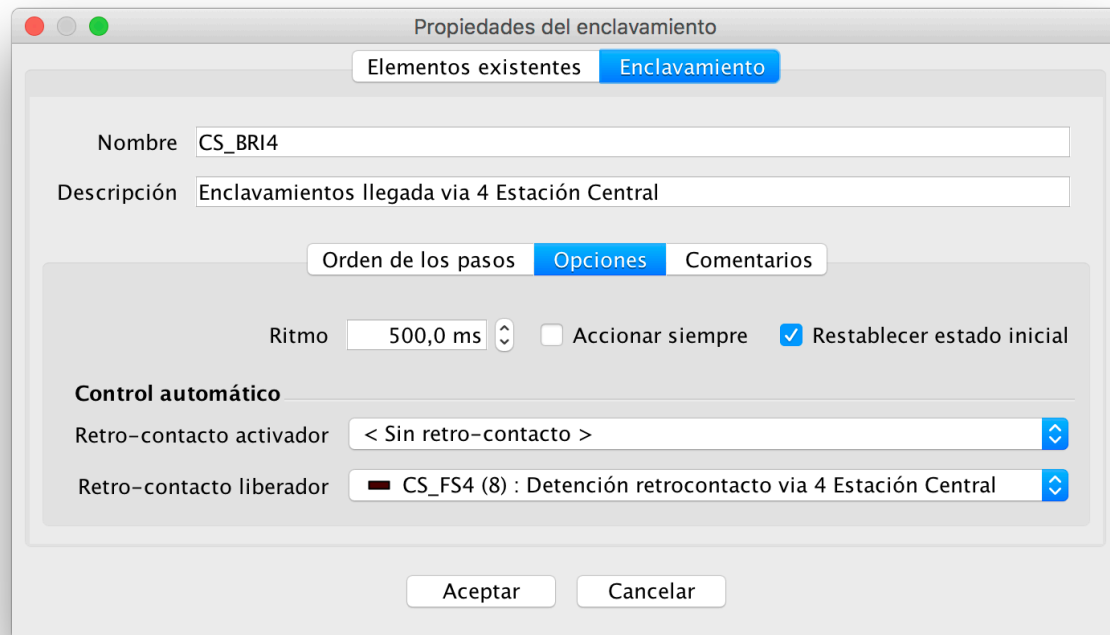 Propiedades del enclavamiento
Elementos existentes Enclavamiento
Nombre CS_BRI4
Descripción Enclavamientos llegada via 4 Estación Central
Orden de los pasos Opciones Comentarios
Ritmo 500,0 ms Accionar siempre Restablecer estado inicial
Control automático
Retro-contacto activador < Sin retro-contacto >
Retro-contacto liberador CS_FS4 (8) : Detención retrocontacto via 4 Estación Central
Aceptar Cancelar